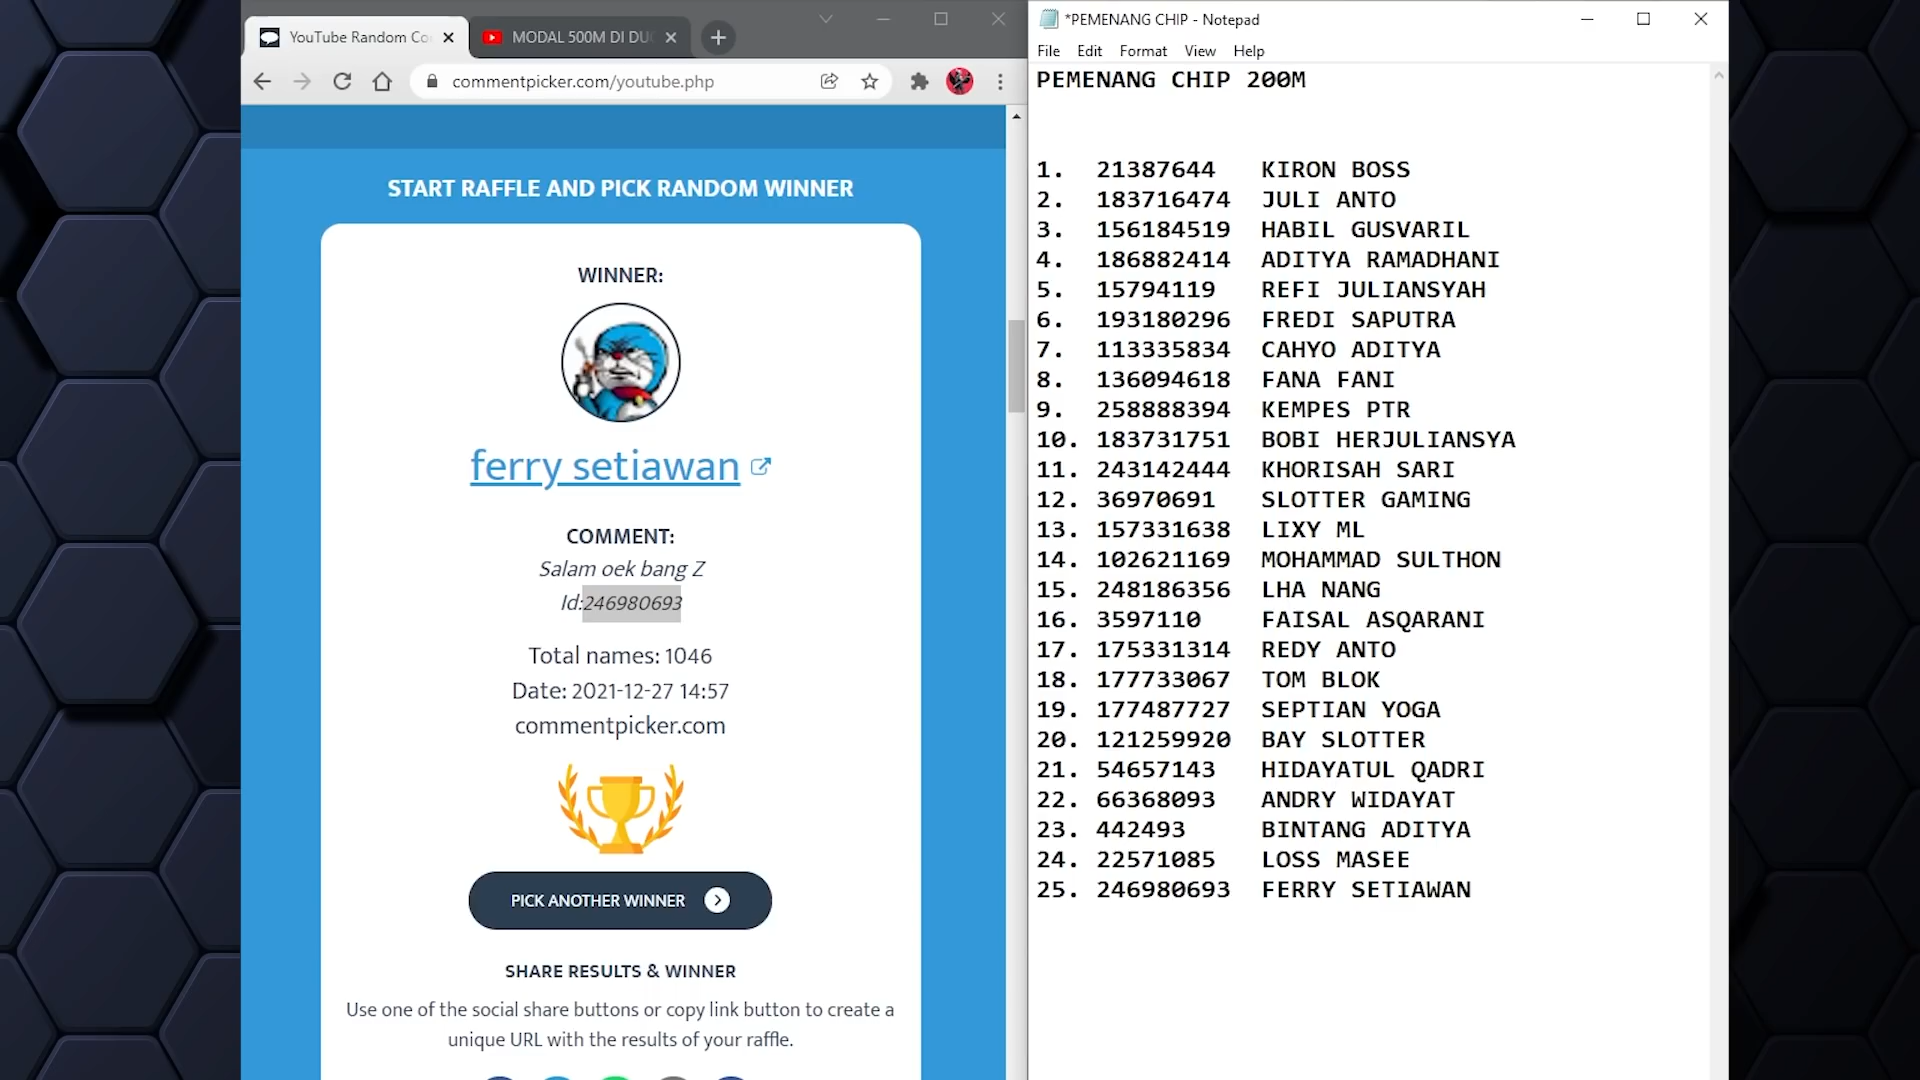 YouTube Random Co
MODAL 500M DI DU
commentpicker.com/youtube.php
START RAFFLE AND PICK RANDOM WINNER
WINNER:
ferry setiawan
COMMENT:
Salam oek bang Z
Id:246980693
Total names: 1046
Date: 2021-12-27 14:57
commentpicker.com
PICK ANOTHER WINNER
SHARE RESULTS & WINNER
Use one of the social share buttons or copy link button to create a
unique URL with the results of your raffle.
*PEMENANG CHIP - Notepad
File Edit Format View Help
PEMENANG CHIP 200M
1. 21387644 KIRON BOSS
2. 183716474 JULI ANTO
3. 156184519 HABIL GUSVARIL
4. 186882414 ADITYA RAMADHANI
5. 15794119 REFI JULIANSYAH
6. 193180296 FREDI SAPUTRA
7. 113335834 CAHYO ADITYA
8. 136094618 FANA FANI
9. 258888394 KEMPES PTR
10. 183731751 BOBI HERJULIANSYA
11. 243142444 KHORISAH SARI
12. 36970691 SLOTTER GAMING
13. 157331638 LIXY ML
14. 102621169 MOHAMMAD SULTHON
15. 248186356 LHA NANG
16. 3597110 FAISAL ASQARANI
17. 175331314 REDY ANTO
18. 177733067 TOM BLOK
19. 177487727 SEPTIAN YOGA
20. 121259920 BAY SLOTTER
21. 54657143 HIDAYATUL QADRI
22. 66368093 ANDRY WIDAYAT
23. 442493 BINTANG ADITYA
24. 22571085 LOSS MASEE
25. 246980693 FERRY SETIAWAN